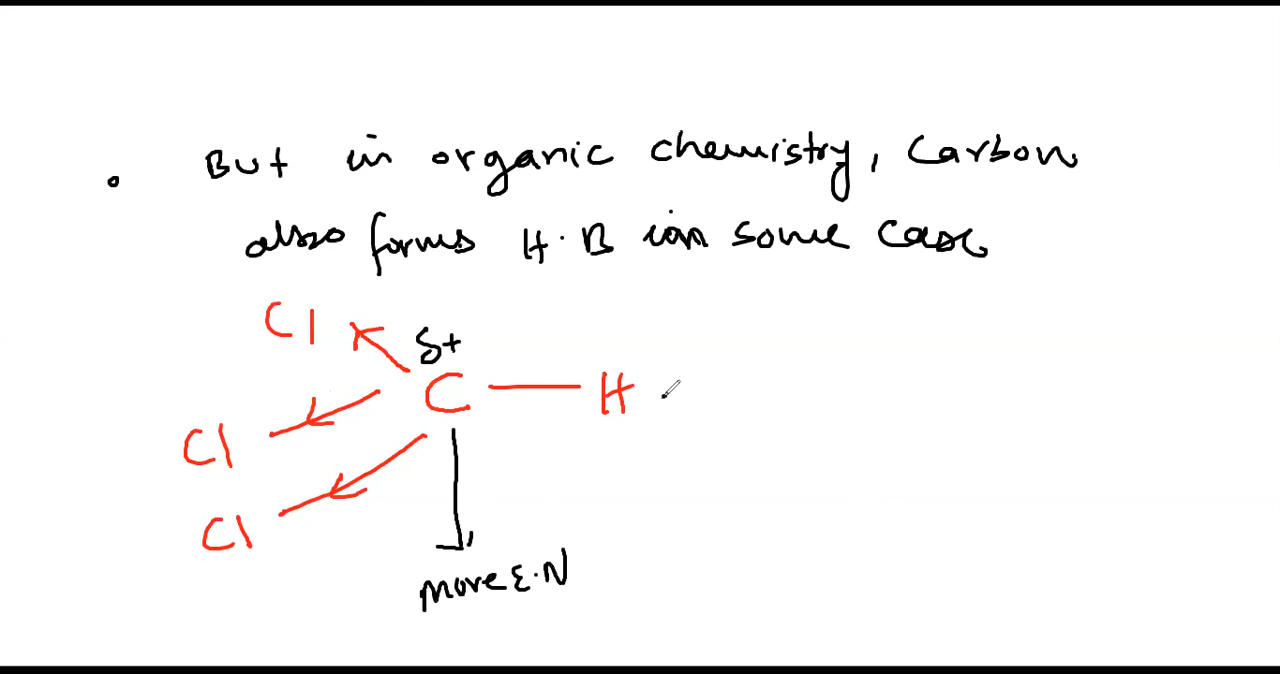 . But in organic chemistry, Carbon
also forms H.B in some case
Cl
δ+
C — H
Cl
Cl
more E.N